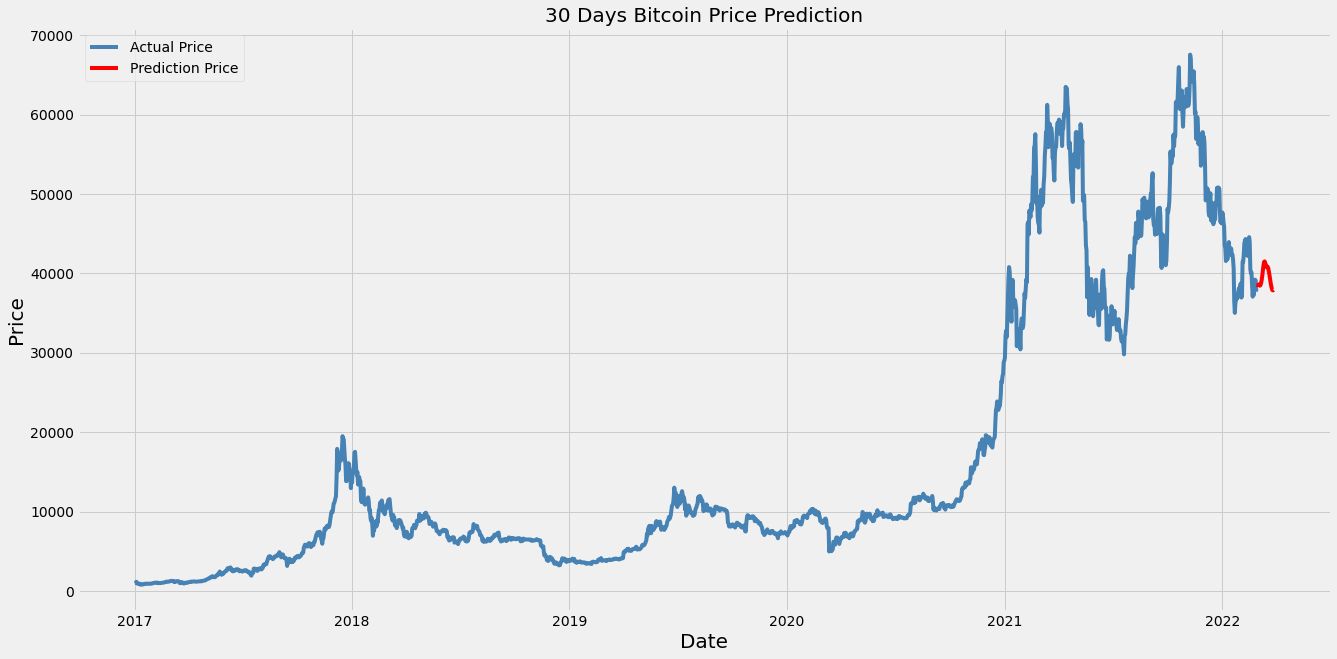 30 Days Bitcoin Price Prediction
Actual Price
Prediction Price
Price
70000
60000
50000
40000
30000
20000
10000
0
2017 2018 2019 2020 2021 2022
Date